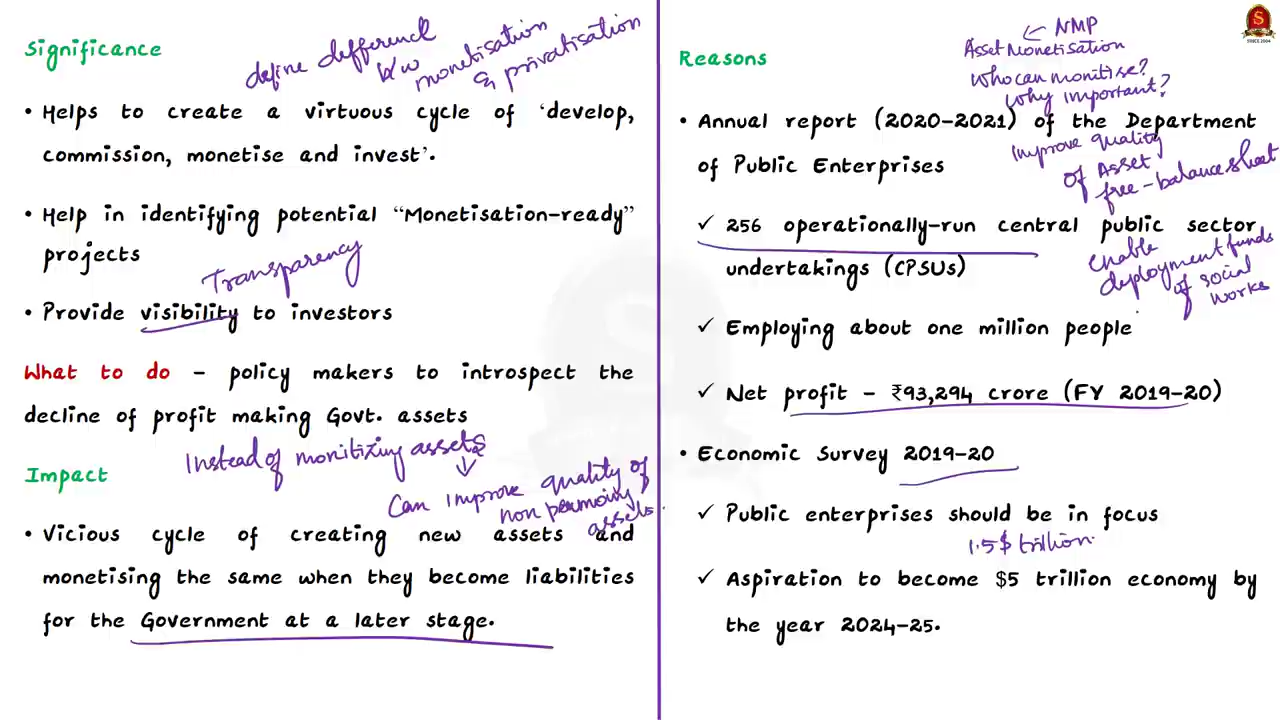 Significance
define difference
b/w
monetisation
& privatisation
• Helps to create a virtuous cycle of 'develop,
commission, monetise and invest'.
• Help in identifying potential "Monetisation-ready"
projects
Transparency
• Provide visibility to investors
What to do – policy makers to introspect the
decline of profit making Govt. assets
Instead of monitizing assets
Can improve quality of
non
assets
Impact
• Vicious cycle of creating new assets and
monetising the same when they become liabilities
for the Government at a later stage.
NMP
Asset Monetisation
Who can monitise?
Why important?
Reasons
• Annual report (2020-2021) of the Department
of Public Enterprises
Improve quality
of Asset
free-balance sheet
✓ 256 operationally-run central public sector
undertakings (CPSUs)
enable
deployment funds
of social
works
✓ Employing about one million people
✓ Net profit – ₹93,294 crore (FY 2019-20)
• Economic Survey 2019-20
✓ Public enterprises should be in focus
1.5$ trillion
✓ Aspiration to become $5 trillion economy by
the year 2024-25.
S
SINCE 2004